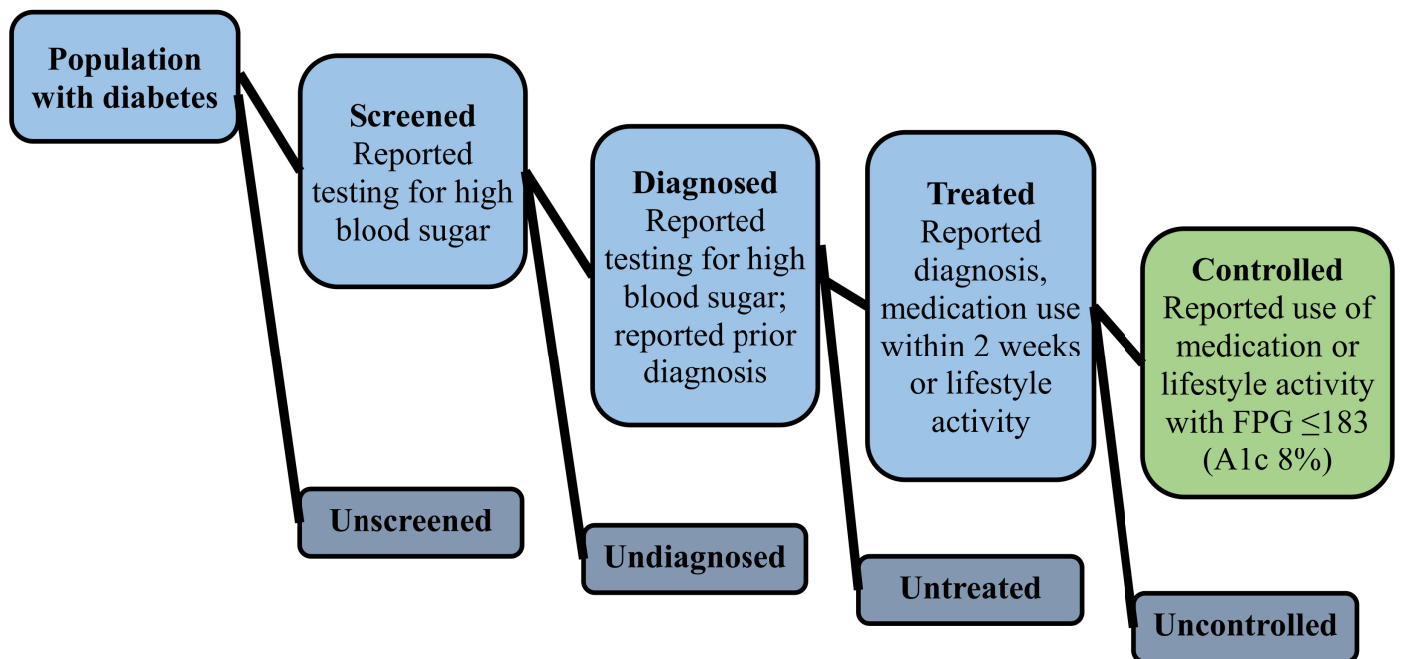 Population
with diabetes
Screened
Reported
testing for high
blood sugar
Diagnosed
Reported
testing for high
blood sugar;
reported prior
diagnosis
Treated
Reported
diagnosis,
medication use
within 2 weeks
or lifestyle
activity
Controlled
Reported use of
medication or
lifestyle activity
with FPG ≤183
(A1c 8%)
Unscreened
Undiagnosed
Untreated
Uncontrolled